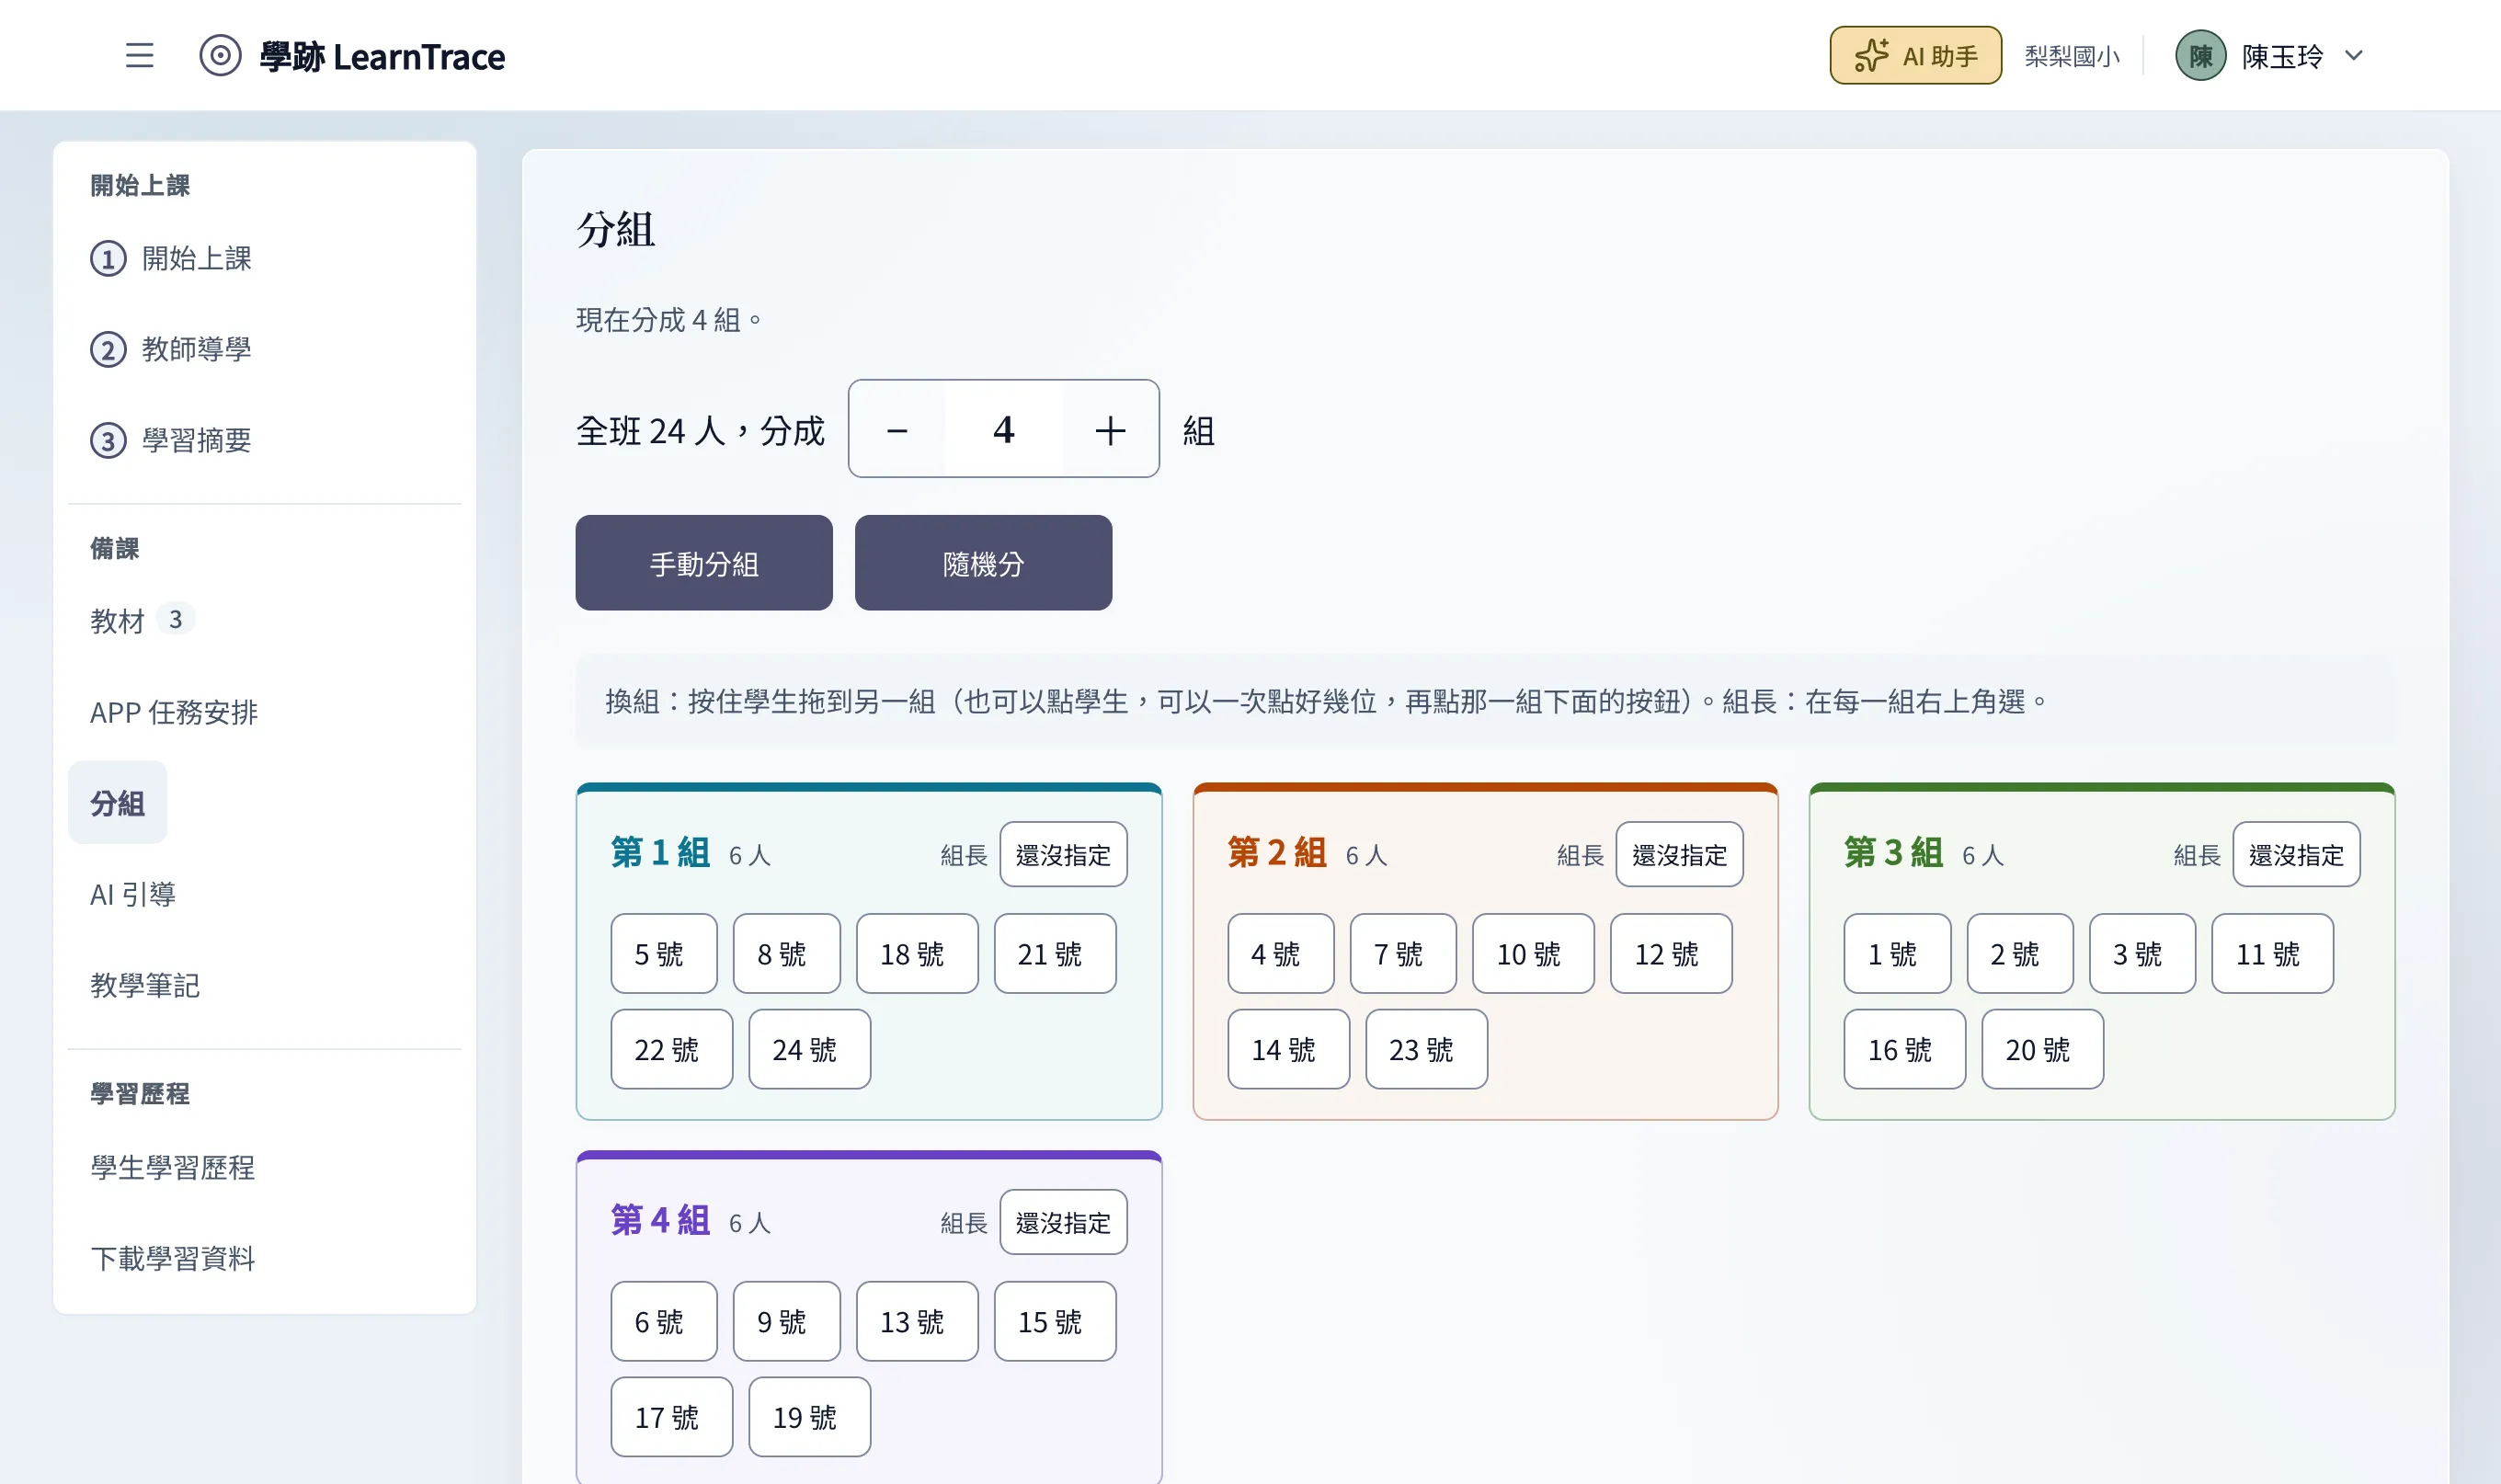 學跡 LearnTrace
AI 助手
梨梨國小
陳
陳玉玲
開始上課
1 開始上課
2 教師導學
3 學習摘要
備課
教材 3
APP 任務安排
分組
AI 引導
教學筆記
學習歷程
學生學習歷程
下載學習資料
分組
現在分成 4 組。
全班 24 人，分成 − 4 + 組
手動分組
隨機分
換組：按住學生拖到另一組（也可以點學生，可以一次點好幾位，再點那一組下面的按鈕）。組長：在每一組右上角選。
第 1 組 6 人 組長 還沒指定
5 號 8 號 18 號 21 號
22 號 24 號
第 2 組 6 人 組長 還沒指定
4 號 7 號 10 號 12 號
14 號 23 號
第 3 組 6 人 組長 還沒指定
1 號 2 號 3 號 11 號
16 號 20 號
第 4 組 6 人 組長 還沒指定
6 號 9 號 13 號 15 號
17 號 19 號